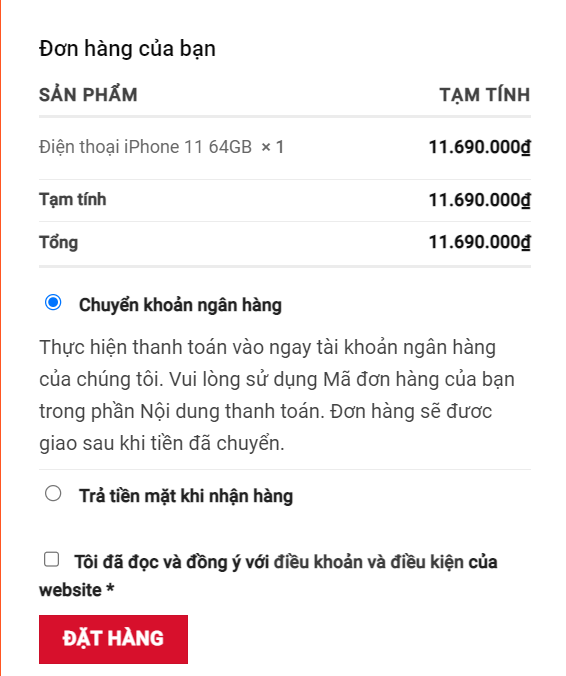 Đơn hàng của bạn
SẢN PHẨM TẠM TÍNH
Điện thoại iPhone 11 64GB × 1 11.690.000₫
Tạm tính 11.690.000₫
Tổng 11.690.000₫
Chuyển khoản ngân hàng
Thực hiện thanh toán vào ngay tài khoản ngân hàng
của chúng tôi. Vui lòng sử dụng Mã đơn hàng của bạn
trong phần Nội dung thanh toán. Đơn hàng sẽ đươc
giao sau khi tiền đã chuyển.
Trả tiền mặt khi nhận hàng
Tôi đã đọc và đồng ý với điều khoản và điều kiện của
website *
ĐẶT HÀNG